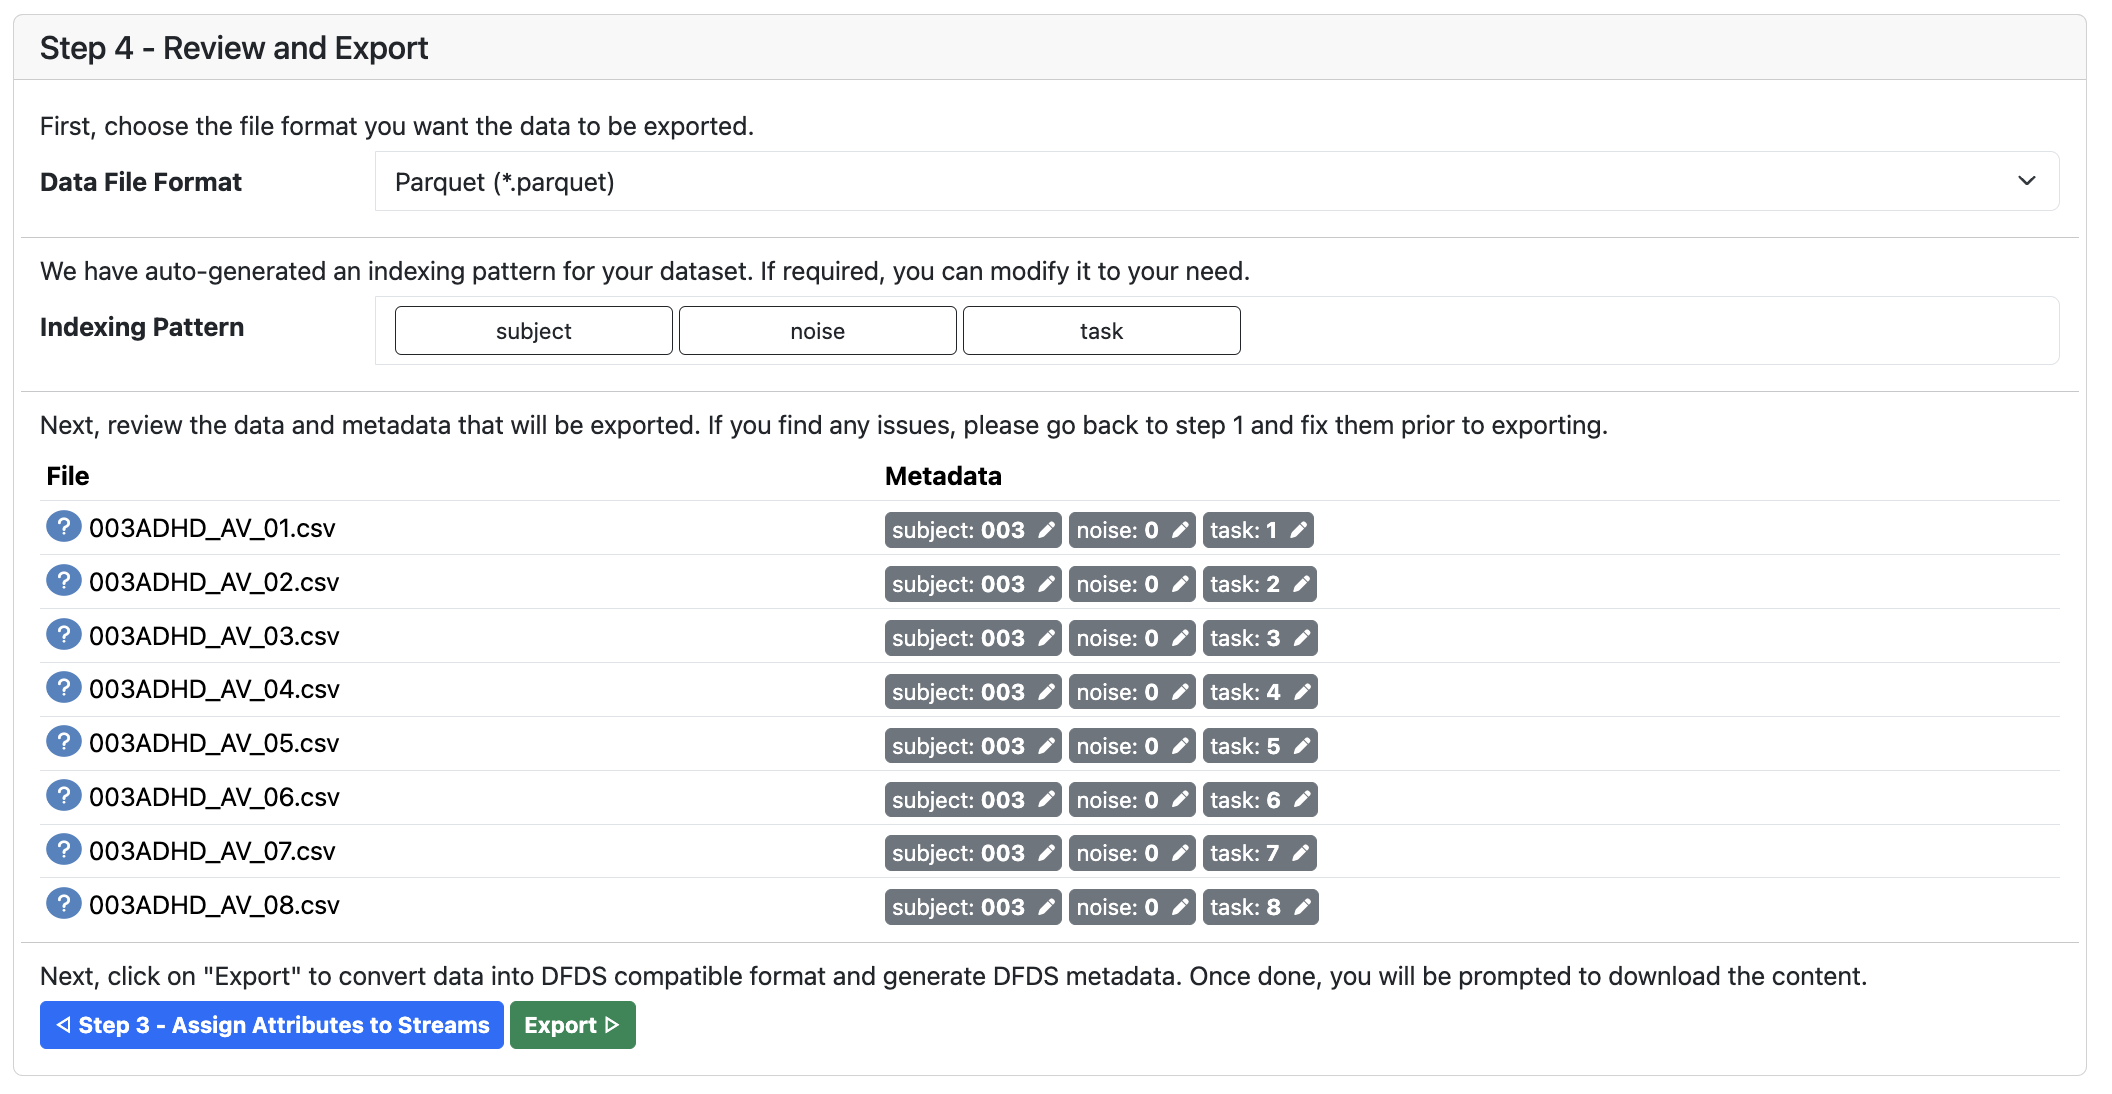 Step 4 - Review and Export
First, choose the file format you want the data to be exported.
Data File Format Parquet (*.parquet)
We have auto-generated an indexing pattern for your dataset. If required, you can modify it to your need.
Indexing Pattern subject noise task
Next, review the data and metadata that will be exported. If you find any issues, please go back to step 1 and fix them prior to exporting.
File Metadata
? 003ADHD_AV_01.csv subject: 003 noise: 0 task: 1
? 003ADHD_AV_02.csv subject: 003 noise: 0 task: 2
? 003ADHD_AV_03.csv subject: 003 noise: 0 task: 3
? 003ADHD_AV_04.csv subject: 003 noise: 0 task: 4
? 003ADHD_AV_05.csv subject: 003 noise: 0 task: 5
? 003ADHD_AV_06.csv subject: 003 noise: 0 task: 6
? 003ADHD_AV_07.csv subject: 003 noise: 0 task: 7
? 003ADHD_AV_08.csv subject: 003 noise: 0 task: 8
Next, click on "Export" to convert data into DFDS compatible format and generate DFDS metadata. Once done, you will be prompted to download the content.
Step 3 - Assign Attributes to Streams Export